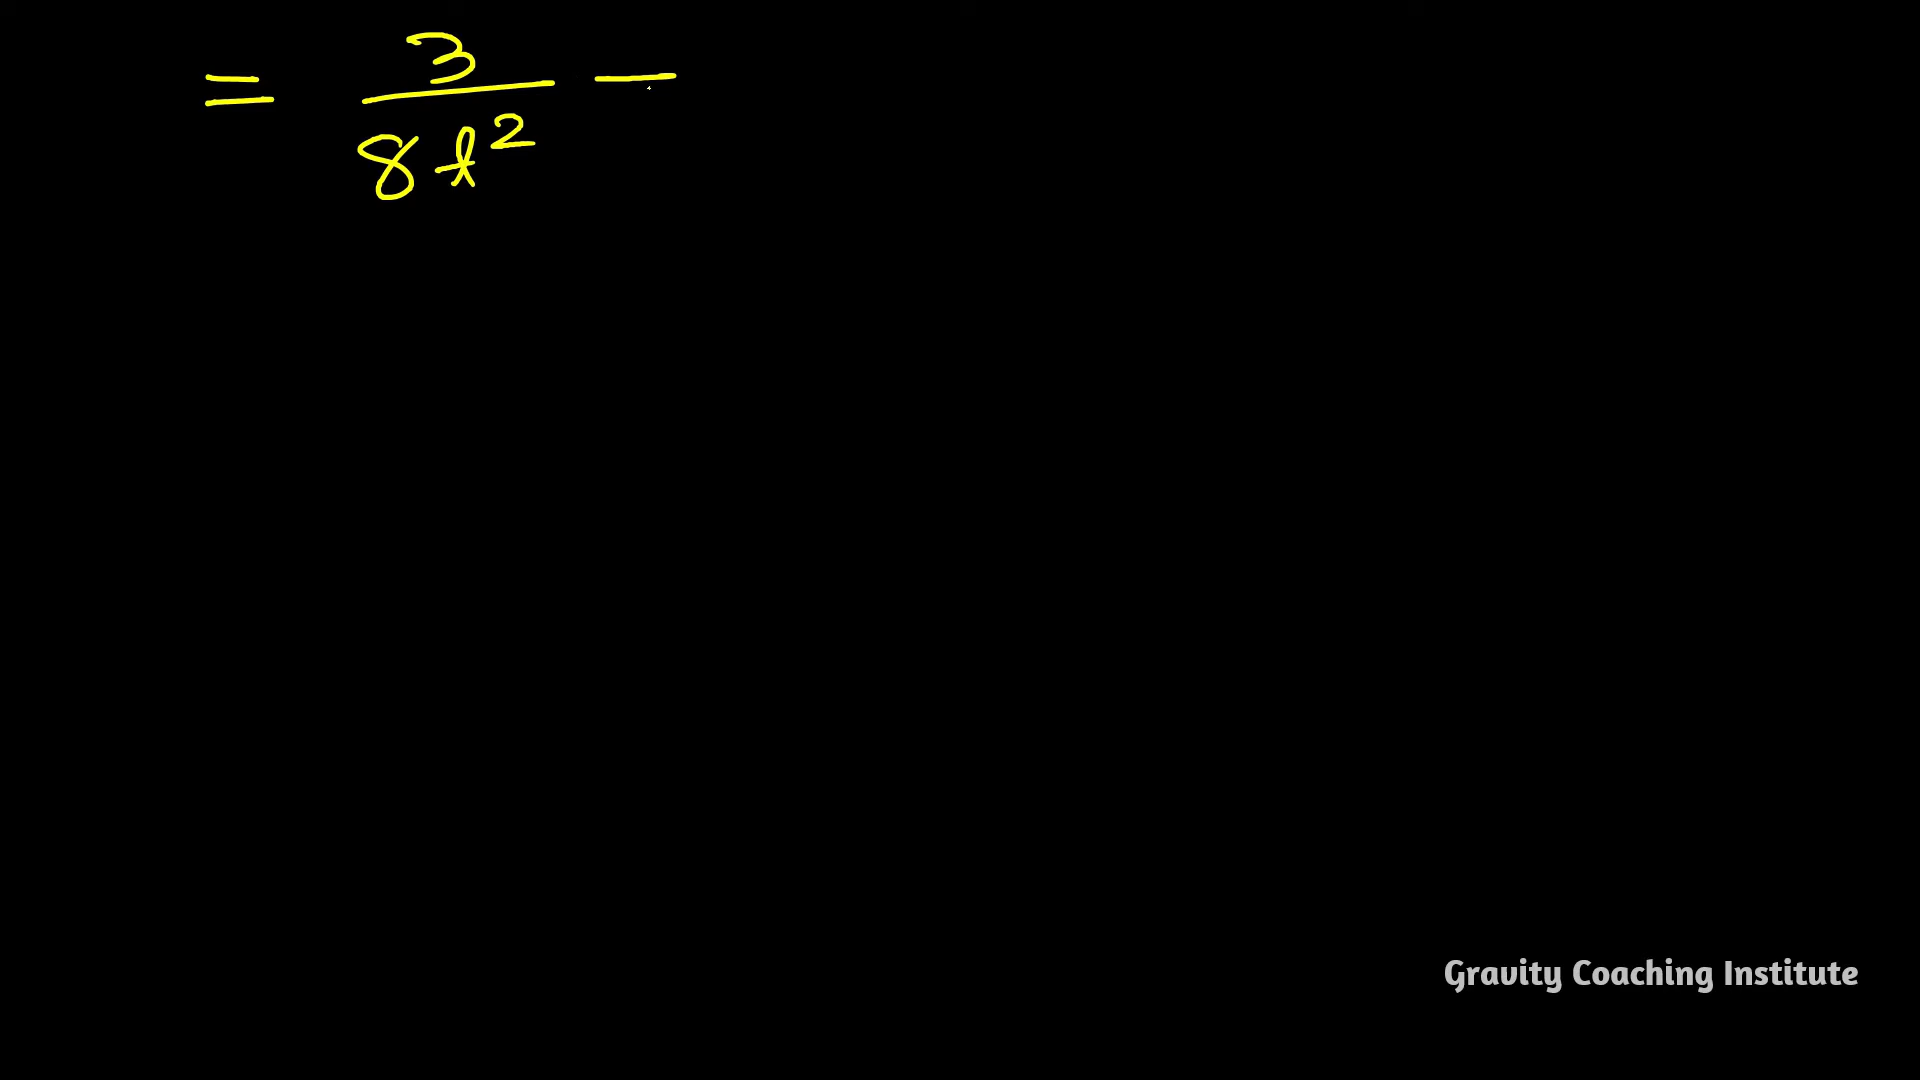 = 3/8t² —
Gravity Coaching Institute